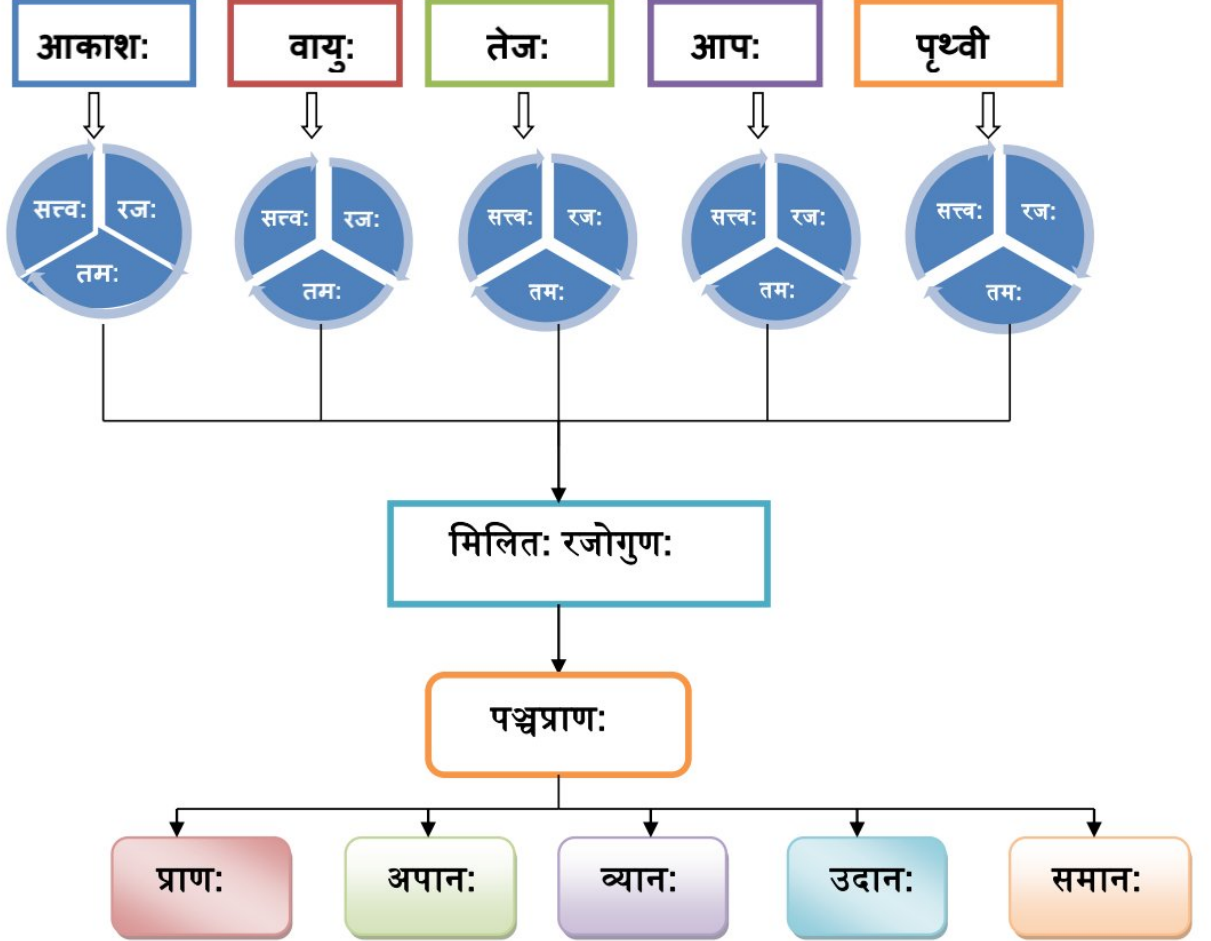 आकाश: वायु: तेज: आप: पृथ्वी
सत्त्व: रज: सत्त्व: रज: सत्त्व: रज: सत्त्व: रज: सत्त्व: रज:
तम: तम: तम: तम: तम:
मिलित: रजोगुण:
पञ्चप्राण:
प्राण: अपान: व्यान: उदान: समान: